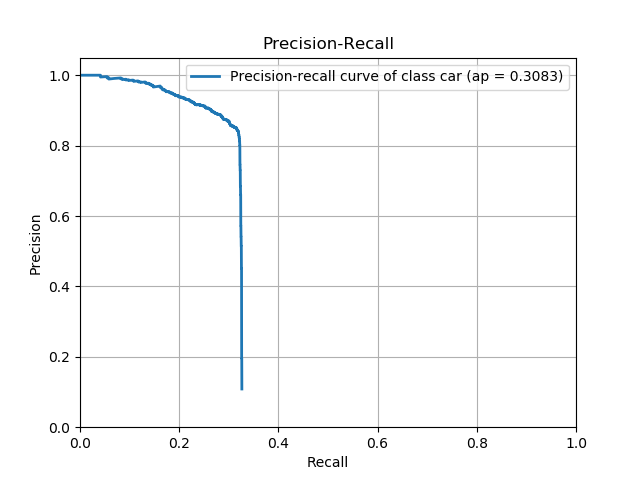 Precision-Recall
Precision-recall curve of class car (ap = 0.3083)
Precision
1.0
0.8
0.6
0.4
0.2
0.0
0.0 0.2 0.4 0.6 0.8 1.0
Recall